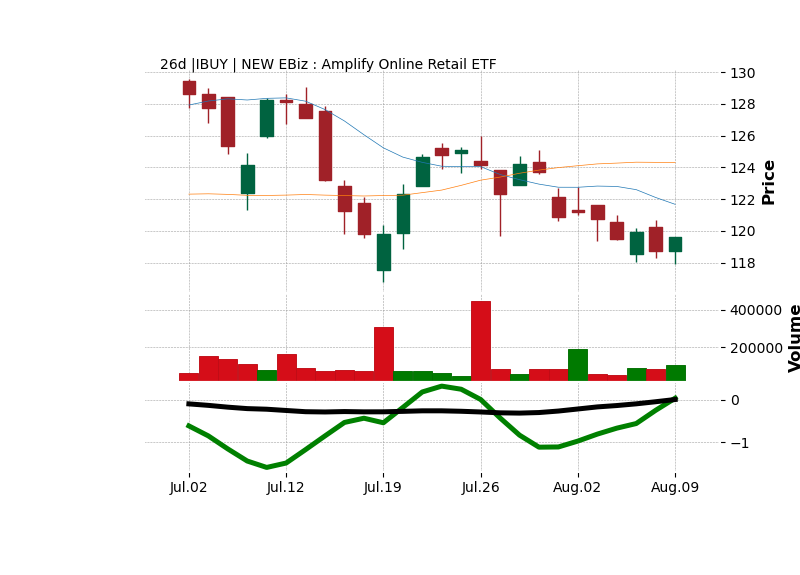 26d |IBUY | NEW EBiz : Amplify Online Retail ETF
130
128
126
124
122
120
118
Price
400000
200000
Volume
0
−1
Jul.02
Jul.12
Jul.19
Jul.26
Aug.02
Aug.09